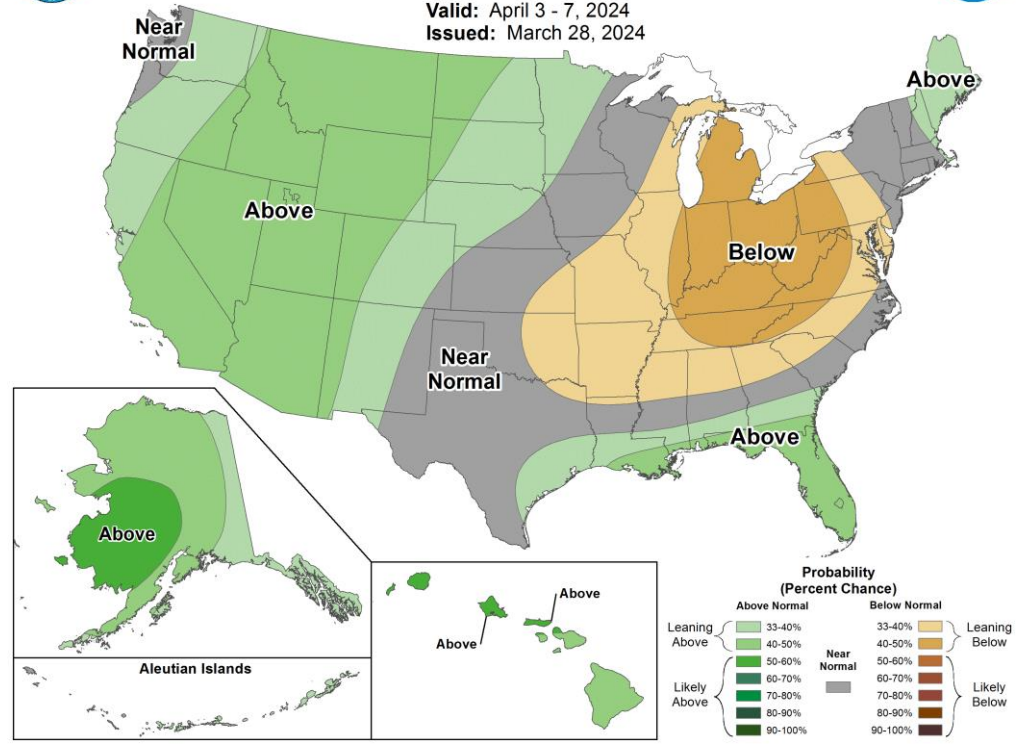 Valid: April 3 - 7, 2024
Issued: March 28, 2024
Near
Normal
Above
Above
Below
Near
Normal
Above
Above
Above
Above
Aleutian Islands
Probability
(Percent Chance)
Above Normal
Below Normal
Leaning
Above
33-40%
40-50%
Likely
Above
50-60%
60-70%
70-80%
80-90%
90-100%
Near
Normal
33-40%
40-50%
Leaning
Below
50-60%
60-70%
70-80%
80-90%
90-100%
Likely
Below